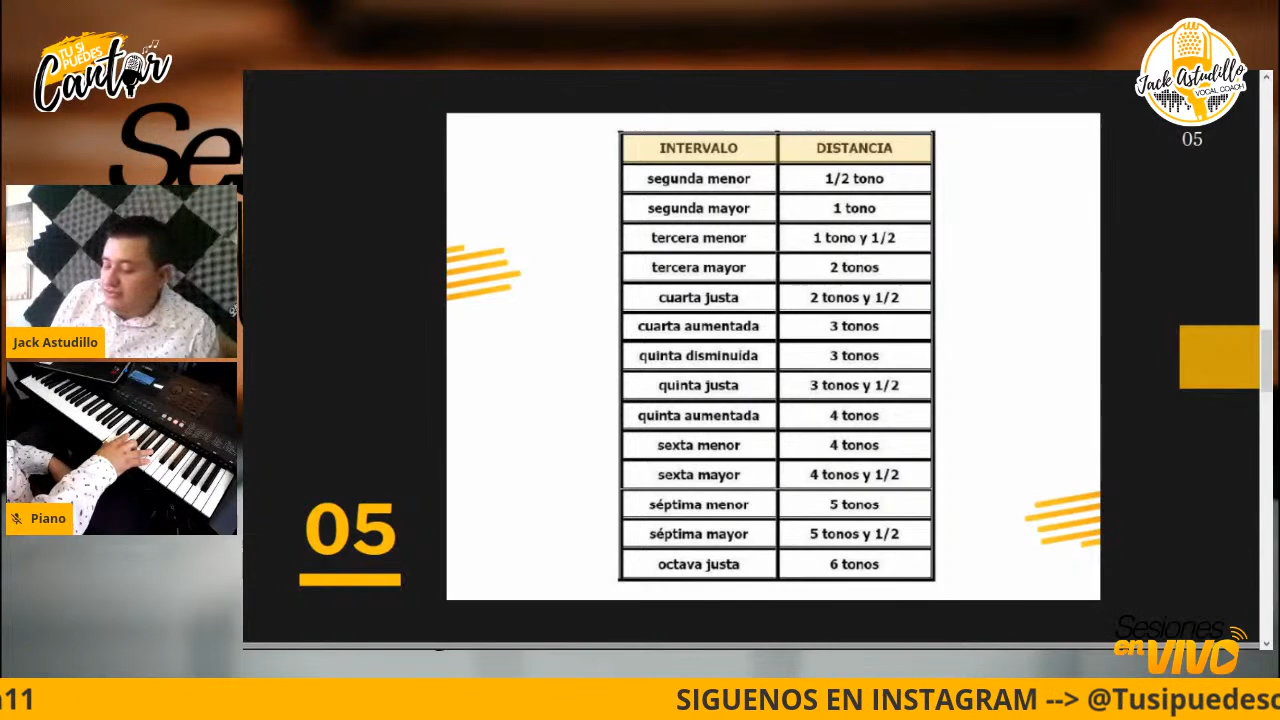 TU SI
PUEDES
Cantar
Jack Astudillo
VOCAL COACH
05
Se
INTERVALO DISTANCIA
segunda menor 1/2 tono
segunda mayor 1 tono
tercera menor 1 tono y 1/2
tercera mayor 2 tonos
cuarta justa 2 tonos y 1/2
cuarta aumentada 3 tonos
quinta disminuida 3 tonos
quinta justa 3 tonos y 1/2
quinta aumentada 4 tonos
sexta menor 4 tonos
sexta mayor 4 tonos y 1/2
séptima menor 5 tonos
séptima mayor 5 tonos y 1/2
octava justa 6 tonos
Jack Astudillo
Piano
05
Sesiones
en VIVO
a11 SIGUENOS EN INSTAGRAM --> @Tusipuedesc